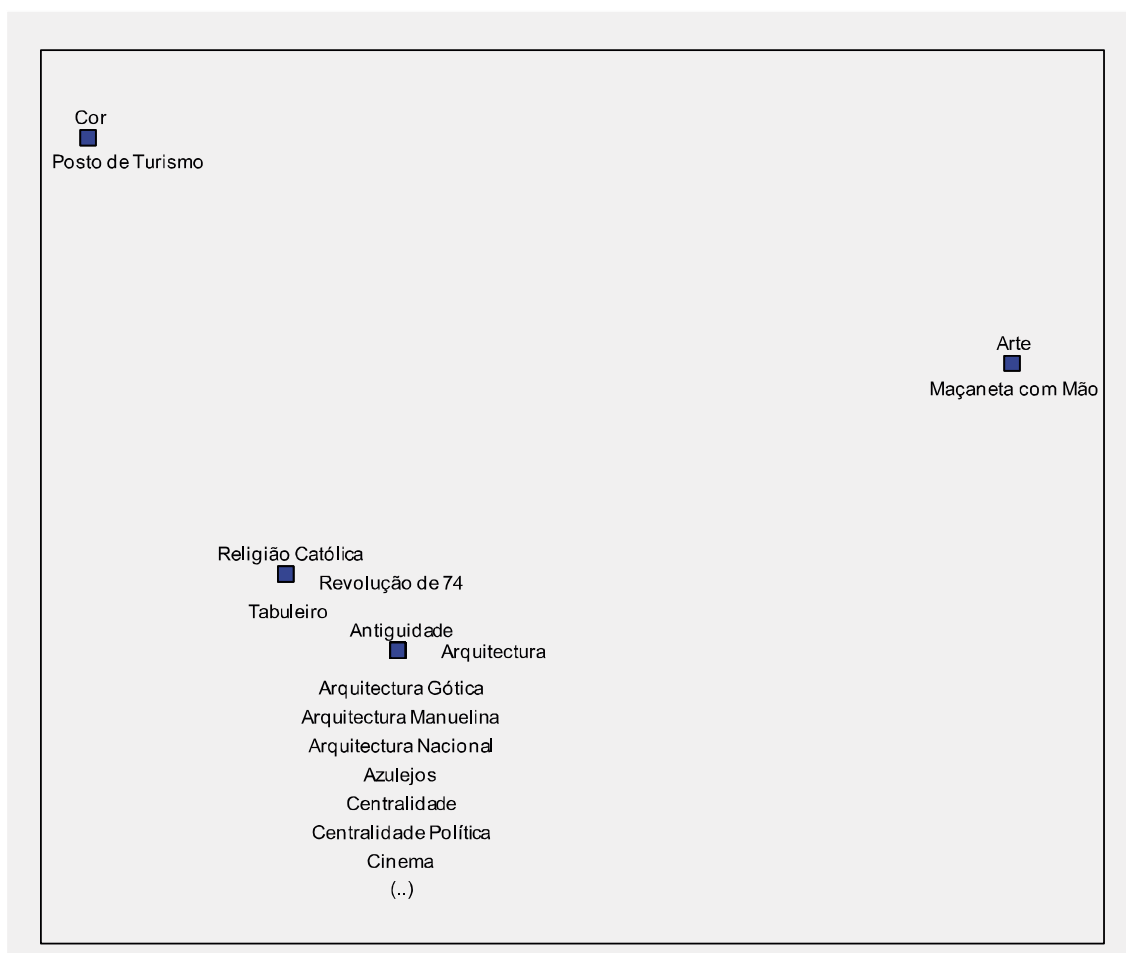 Cor
Posto de Turismo
Arte
Maçaneta com Mão
Religião Católica
Revolução de 74
Tabuleiro
Antiguidade
Arquitectura
Arquitectura Gótica
Arquitectura Manuelina
Arquitectura Nacional
Azulejos
Centralidade
Centralidade Política
Cinema
(..)